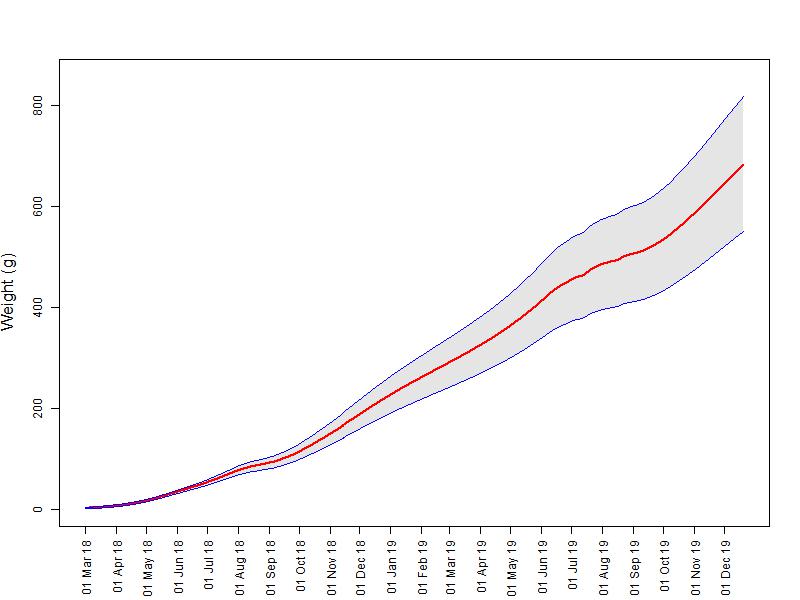 Weight (g)
800
600
400
200
0
01 Mar 18
01 Apr 18
01 May 18
01 Jun 18
01 Jul 18
01 Aug 18
01 Sep 18
01 Oct 18
01 Nov 18
01 Dec 18
01 Jan 19
01 Feb 19
01 Mar 19
01 Apr 19
01 May 19
01 Jun 19
01 Jul 19
01 Aug 19
01 Sep 19
01 Oct 19
01 Nov 19
01 Dec 19